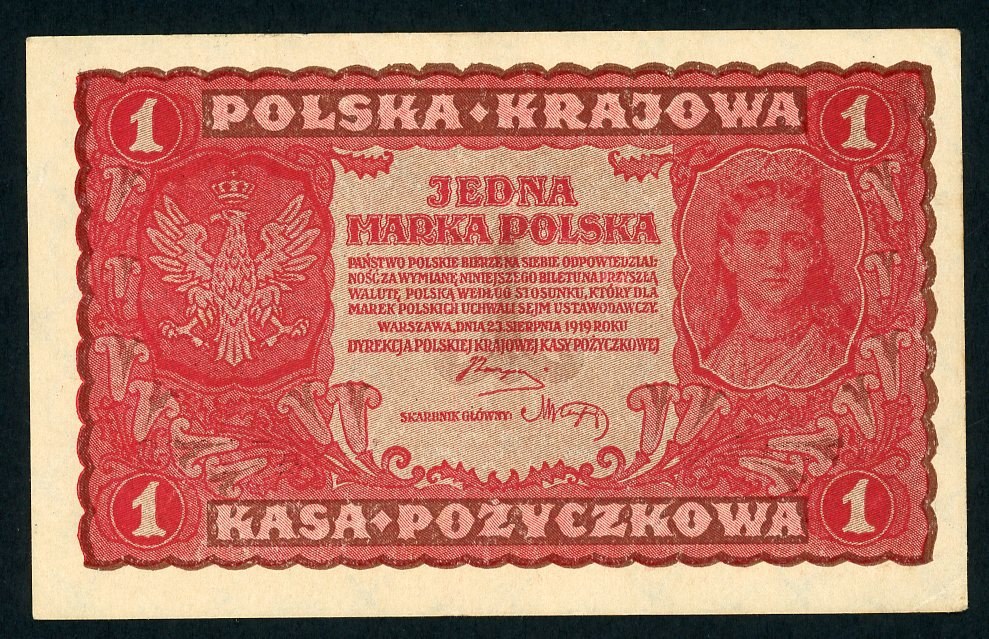 1 POLSKA • KRAJOWA 1
JEDNA
MARKA POLSKA
PAŃSTWO POLSKIE BIERZE NA SIEBIE ODPOWIEDZIAL-
NOŚĆ ZA WYMIANĘ NINIEJSZEGO BILETU NA PRZYSZŁĄ
WALUTĘ POLSKĄ WEDŁUG STOSUNKU, KTÓRY DLA
MAREK POLSKICH UCHWALI SEJM USTAWODAWCZY.
WARSZAWA, DNIA 23. SIERPNIA 1919 ROKU
DYREKCJA POLSKIEJ KRAJOWEJ KASY POŻYCZKOWEJ
SKARBNIK GŁÓWNY:
1 KASA • POŻYCZKOWA 1